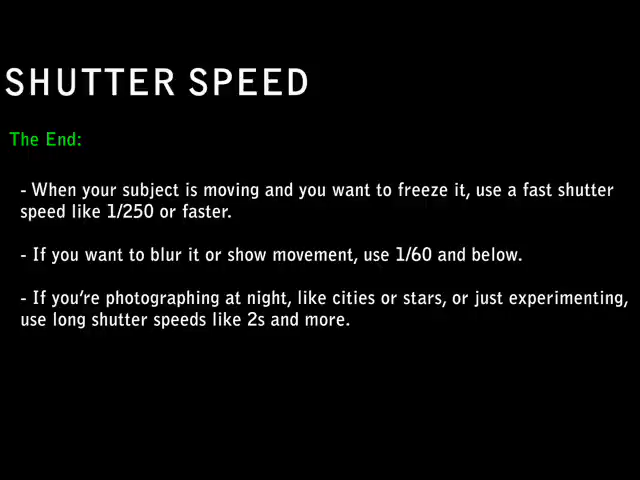 SHUTTER SPEED
The End:
- When your subject is moving and you want to freeze it, use a fast shutter
speed like 1/250 or faster.
- If you want to blur it or show movement, use 1/60 and below.
- If you’re photographing at night, like cities or stars, or just experimenting,
use long shutter speeds like 2s and more.